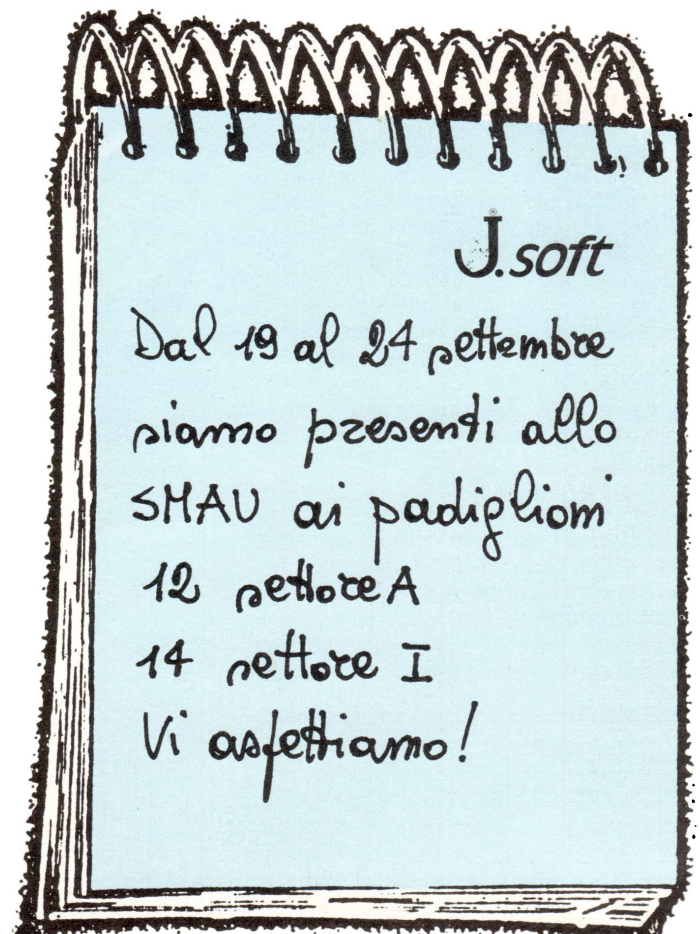 J.soft®
Dal 19 al 24 settembre
siamo presenti allo
SMAU ai padiglioni
12 settore A
14 settore I
Vi aspettiamo!